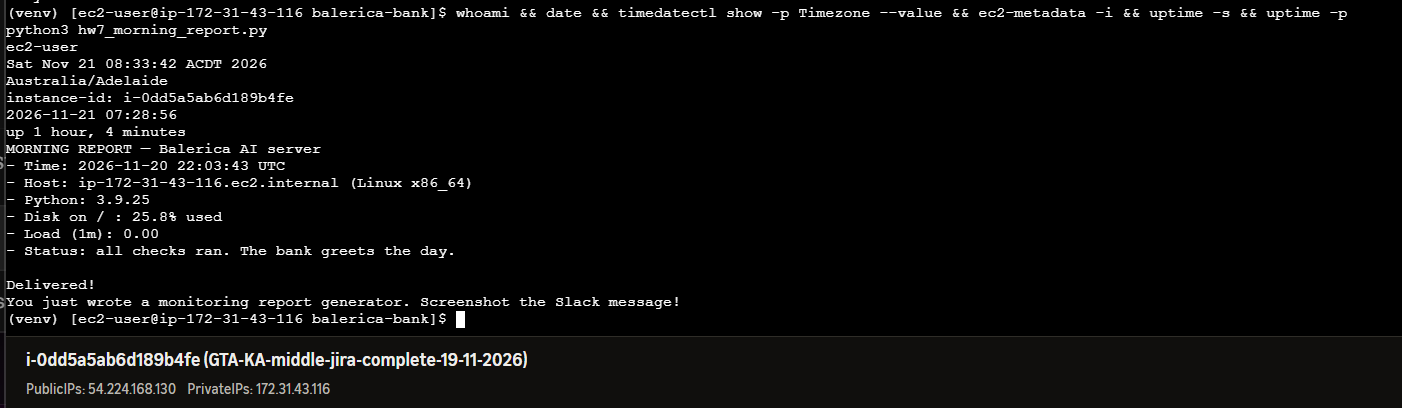 (venv) [ec2-user@ip-172-31-43-116 balerica-bank]$ whoami && date && timedatectl show -p Timezone --value && ec2-metadata -i && uptime -s && uptime -p
python3 hw7_morning_report.py
ec2-user
Sat Nov 21 08:33:42 ACDT 2026
Australia/Adelaide
instance-id: i-0dd5a5ab6d189b4fe
2026-11-21 07:28:56
up 1 hour, 4 minutes
MORNING REPORT — Balerica AI server
- Time: 2026-11-20 22:03:43 UTC
- Host: ip-172-31-43-116.ec2.internal (Linux x86_64)
- Python: 3.9.25
- Disk on / : 25.8% used
- Load (1m): 0.00
- Status: all checks ran. The bank greets the day.
Delivered!
You just wrote a monitoring report generator. Screenshot the Slack message!
(venv) [ec2-user@ip-172-31-43-116 balerica-bank]$
i-0dd5a5ab6d189b4fe (GTA-KA-middle-jira-complete-19-11-2026)
PublicIPs: 54.224.168.130 PrivateIPs: 172.31.43.116